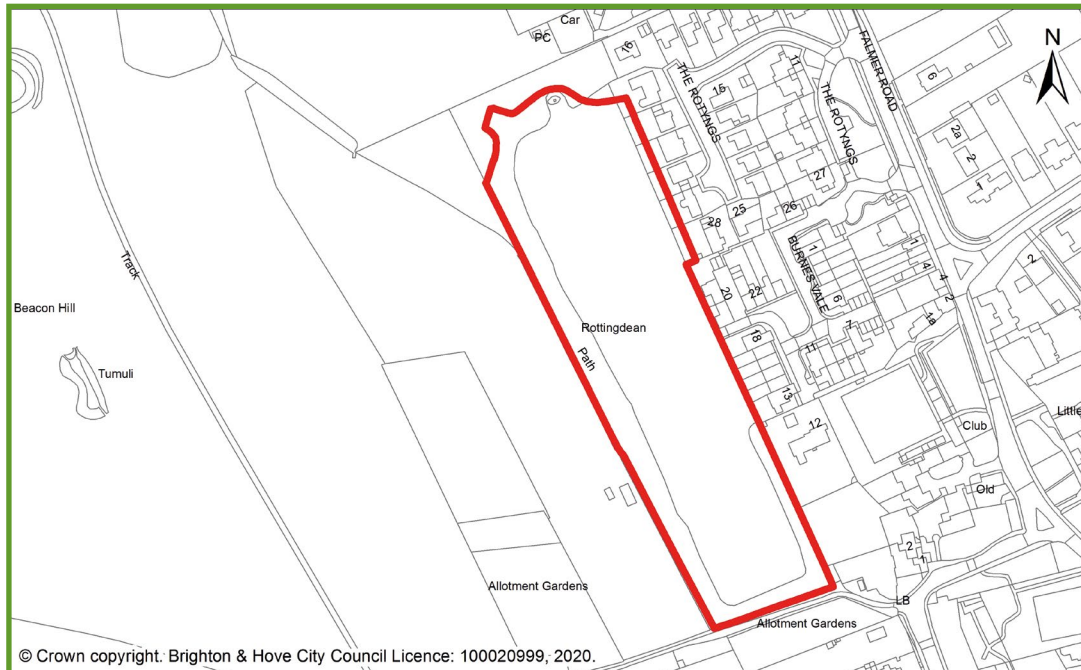 Car
PC
N
16
THE ROTYNGS
15
11
THE ROTYNGS
FALMER ROAD
6
2a
2
1
27
28
25
26
BURNES VALE
1
6
7
1
4
4
2
1a
2
Track
Beacon Hill
Tumuli
Rottingdean
Path
20
22
18
11
13
12
Club
Little
Old
2
1
LB
Allotment Gardens
Allotment Gardens
© Crown copyright. Brighton & Hove City Council Licence: 100020999, 2020.